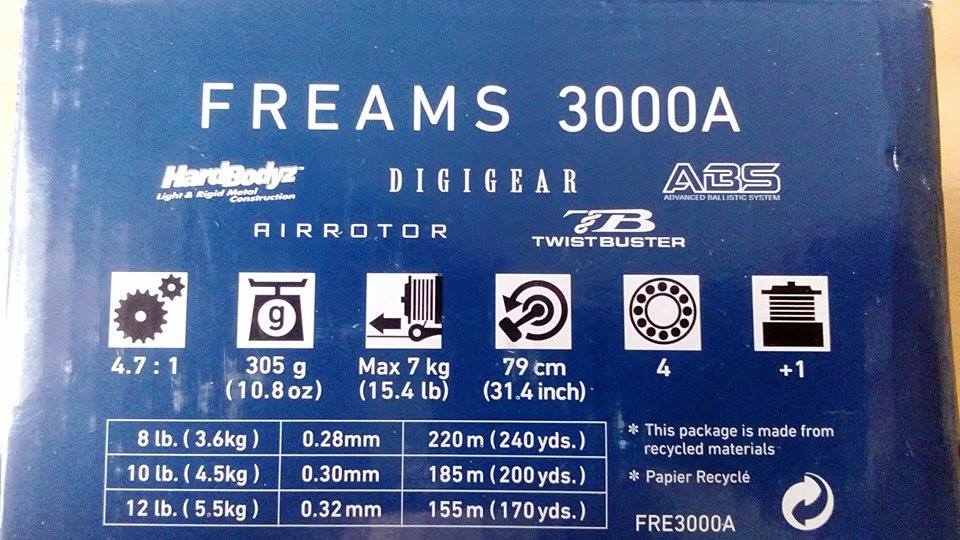 FREAMS 3000A
HardBodyz™ DIGIGEAR ABS
Light & Rigid Metal Construction ADVANCED BALLISTIC SYSTEM
AIRROTOR TB
TWISTBUSTER
g
4.7 : 1 305 g Max 7 kg 79 cm 4 +1
(10.8 oz) (15.4 lb) (31.4 inch)
8 lb. ( 3.6kg ) 0.28mm 220 m ( 240 yds. )
10 lb. ( 4.5kg ) 0.30mm 185 m ( 200 yds. )
12 lb. ( 5.5kg ) 0.32 mm 155 m ( 170 yds. )
* This package is made from
recycled materials
* Papier Recyclé
FRE3000A